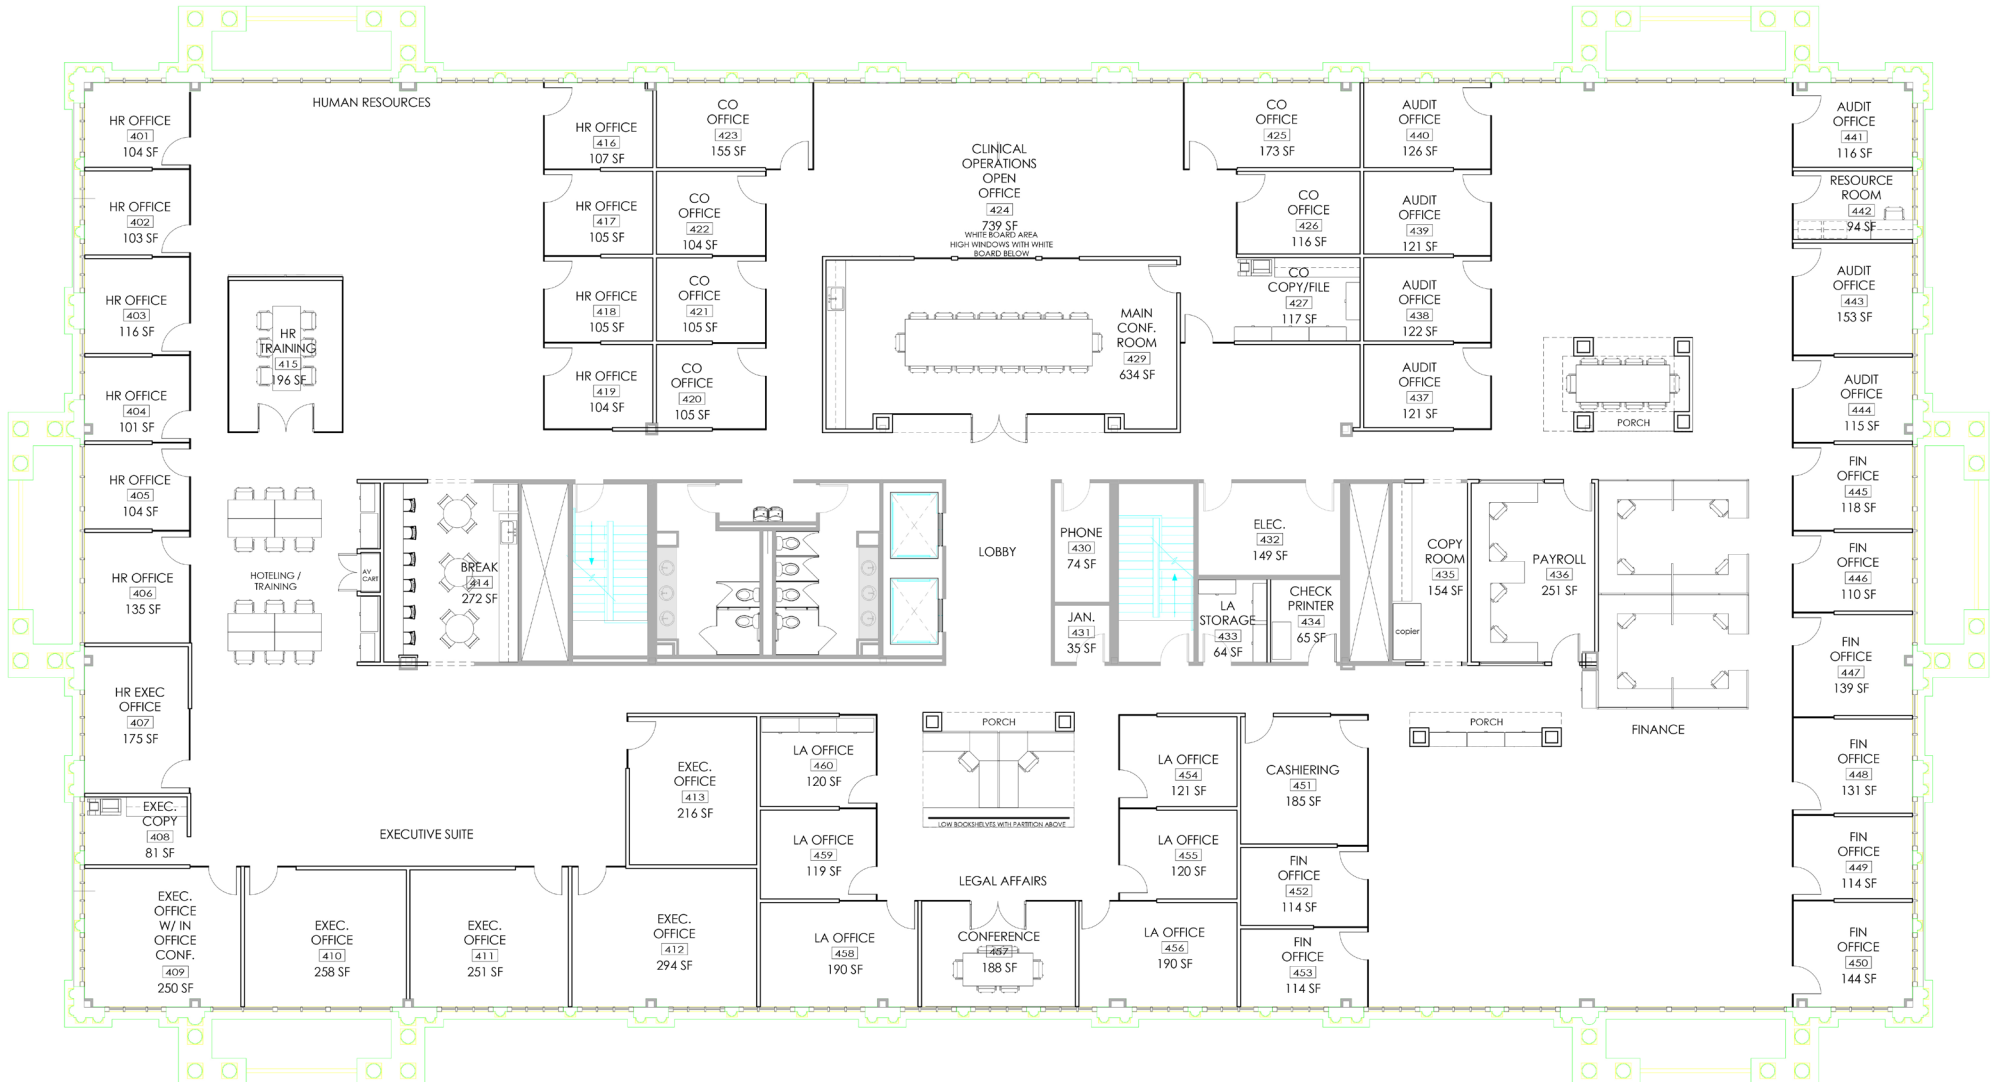 HUMAN RESOURCES
HR OFFICE
401
104 SF
HR OFFICE
402
103 SF
HR OFFICE
403
116 SF
HR OFFICE
404
101 SF
HR OFFICE
405
104 SF
HR OFFICE
406
135 SF
HR EXEC
OFFICE
407
175 SF
EXEC.
COPY
408
81 SF
EXEC.
OFFICE
W/ IN
OFFICE
CONF.
409
250 SF
EXEC.
OFFICE
410
258 SF
EXEC.
OFFICE
411
251 SF
EXEC.
OFFICE
412
294 SF
EXEC.
OFFICE
413
216 SF
EXECUTIVE SUITE
HOTELING /
TRAINING
AV
CART
BREAK
414
272 SF
HR
TRAINING
415
196 SF
HR OFFICE
416
107 SF
HR OFFICE
417
105 SF
HR OFFICE
418
105 SF
HR OFFICE
419
104 SF
CO
OFFICE
420
105 SF
CO
OFFICE
421
105 SF
CO
OFFICE
422
104 SF
CO
OFFICE
423
155 SF
CLINICAL
OPERATIONS
OPEN
OFFICE
424
739 SF
WHITE BOARD AREA
HIGH WINDOWS WITH WHITE
BOARD BELOW
CO
OFFICE
425
173 SF
CO
OFFICE
426
116 SF
CO
COPY/FILE
427
117 SF
MAIN
CONF.
ROOM
429
634 SF
LOBBY
PHONE
430
74 SF
JAN.
431
35 SF
ELEC.
432
149 SF
LA
STORAGE
433
64 SF
CHECK
PRINTER
434
65 SF
COPY
ROOM
435
154 SF
copier
PAYROLL
436
251 SF
AUDIT
OFFICE
437
121 SF
AUDIT
OFFICE
438
122 SF
AUDIT
OFFICE
439
121 SF
AUDIT
OFFICE
440
126 SF
AUDIT
OFFICE
441
116 SF
RESOURCE
ROOM
442
94 SF
AUDIT
OFFICE
443
153 SF
AUDIT
OFFICE
444
115 SF
PORCH
FIN
OFFICE
445
118 SF
FIN
OFFICE
446
110 SF
FIN
OFFICE
447
139 SF
FIN
OFFICE
448
131 SF
FIN
OFFICE
449
114 SF
FIN
OFFICE
450
144 SF
FINANCE
PORCH
CASHIERING
451
185 SF
FIN
OFFICE
452
114 SF
FIN
OFFICE
453
114 SF
LA OFFICE
454
121 SF
LA OFFICE
455
120 SF
LA OFFICE
456
190 SF
CONFERENCE
457
188 SF
LA OFFICE
458
190 SF
LA OFFICE
459
119 SF
LA OFFICE
460
120 SF
PORCH
LOW BOOKSHELVES WITH PARTITION ABOVE
LEGAL AFFAIRS